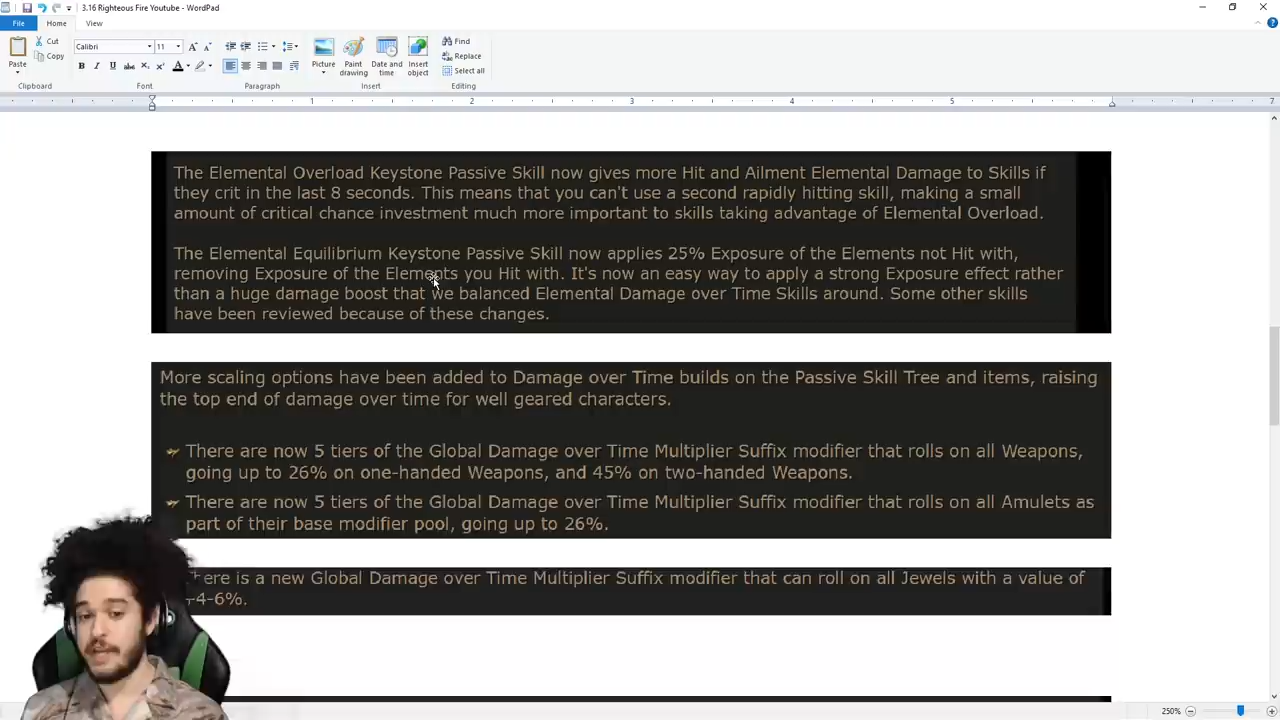 3.16 Righteous Fire Youtube - WordPad
File
Home
View
Paste
Cut
Copy
Calibri
11
Picture
Paint drawing
Date and time
Insert object
Find
Replace
Select all
Clipboard
Font
Paragraph
Insert
Editing
1 2 3 4 5 7
The Elemental Overload Keystone Passive Skill now gives more Hit and Ailment Elemental Damage to Skills if
they crit in the last 8 seconds. This means that you can't use a second rapidly hitting skill, making a small
amount of critical chance investment much more important to skills taking advantage of Elemental Overload.
The Elemental Equilibrium Keystone Passive Skill now applies 25% Exposure of the Elements not Hit with,
removing Exposure of the Elements you Hit with. It's now an easy way to apply a strong Exposure effect rather
than a huge damage boost that we balanced Elemental Damage over Time Skills around. Some other skills
have been reviewed because of these changes.
More scaling options have been added to Damage over Time builds on the Passive Skill Tree and items, raising
the top end of damage over time for well geared characters.
There are now 5 tiers of the Global Damage over Time Multiplier Suffix modifier that rolls on all Weapons,
going up to 26% on one-handed Weapons, and 45% on two-handed Weapons.
There are now 5 tiers of the Global Damage over Time Multiplier Suffix modifier that rolls on all Amulets as
part of their base modifier pool, going up to 26%.
is a new Global Damage over Time Multiplier Suffix modifier that can roll on all Jewels with a value of
4-6%.
250%